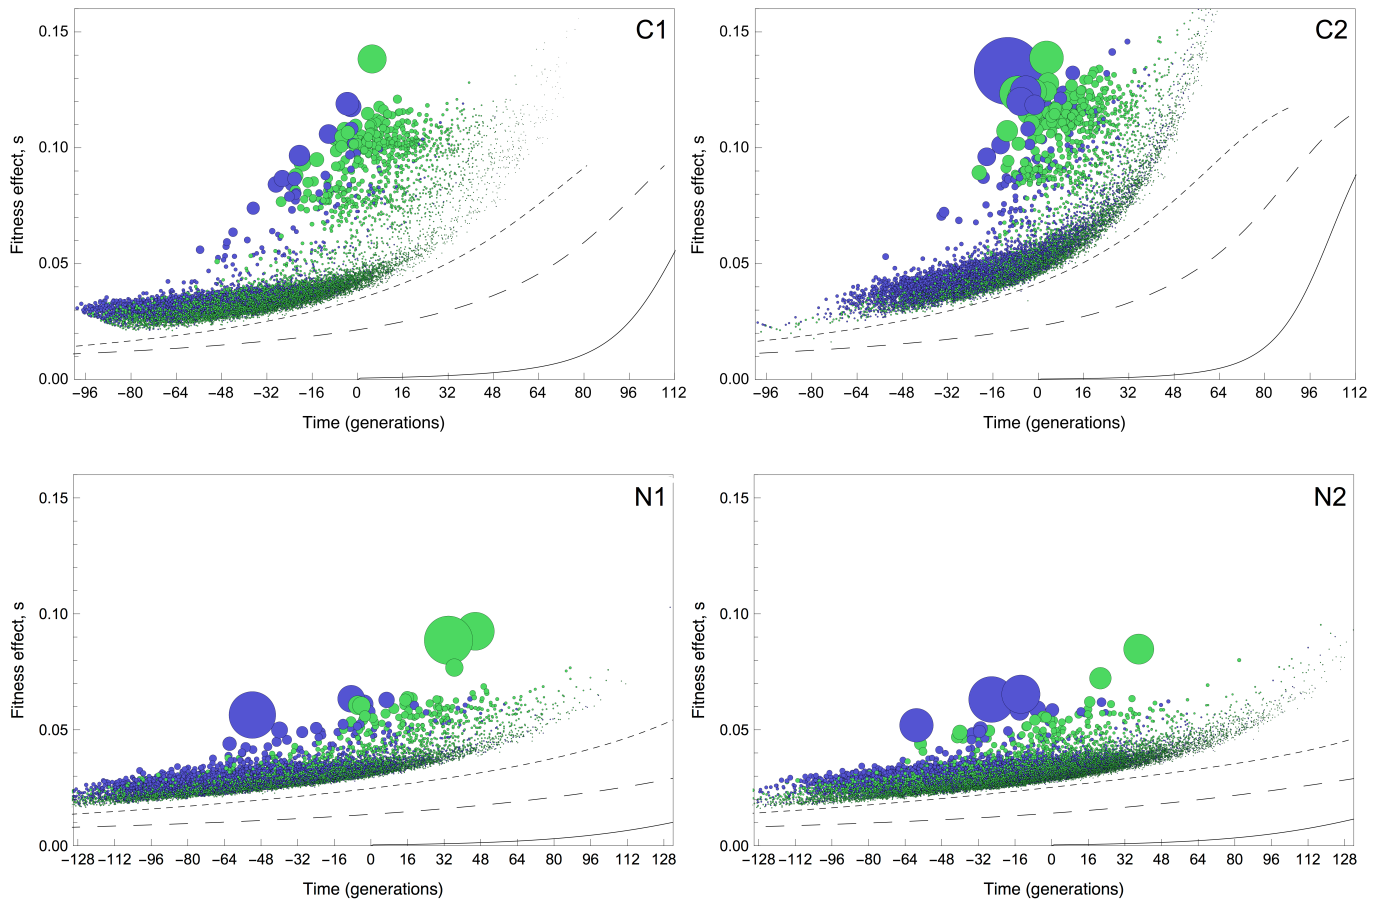 C1
0.15
0.10
0.05
0.00
Fitness effect, s
−96 −80 −64 −48 −32 −16 0 16 32 48 64 80 96 112
Time (generations)
C2
0.15
0.10
0.05
0.00
Fitness effect, s
−96 −80 −64 −48 −32 −16 0 16 32 48 64 80 96 112
Time (generations)
N1
0.15
0.10
0.05
0.00
Fitness effect, s
−128 −112 −96 −80 −64 −48 −32 −16 0 16 32 48 64 80 96 112 128
Time (generations)
N2
0.15
0.10
0.05
0.00
Fitness effect, s
−128 −112 −96 −80 −64 −48 −32 −16 0 16 32 48 64 80 96 112 128
Time (generations)